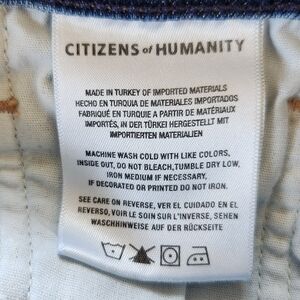 CITIZENS of HUMANITY
MADE IN TURKEY OF IMPORTED MATERIALS
HECHO EN TURQUIA DE MATERIALES IMPORTADOS
FABRIQUÉ EN TURQUIE A PARTIR DE MATÉRIAUX
IMPORTÉS, IN DER TÜRKEI HERGESTELLT MIT
IMPORTIERTEN MATERIALIEN
MACHINE WASH COLD WITH LIKE COLORS,
INSIDE OUT, DO NOT BLEACH,TUMBLE DRY LOW,
IRON MEDIUM IF NECESSARY,
IF DECORATED OR PRINTED DO NOT IRON.
SEE CARE ON REVERSE, VER EL CUIDADO EN EL
REVERSO, VOIR LE SOIN SUR L'INVERSE, SEHEN
WASCHHINWEISE AUF DER RÜCKSEITE